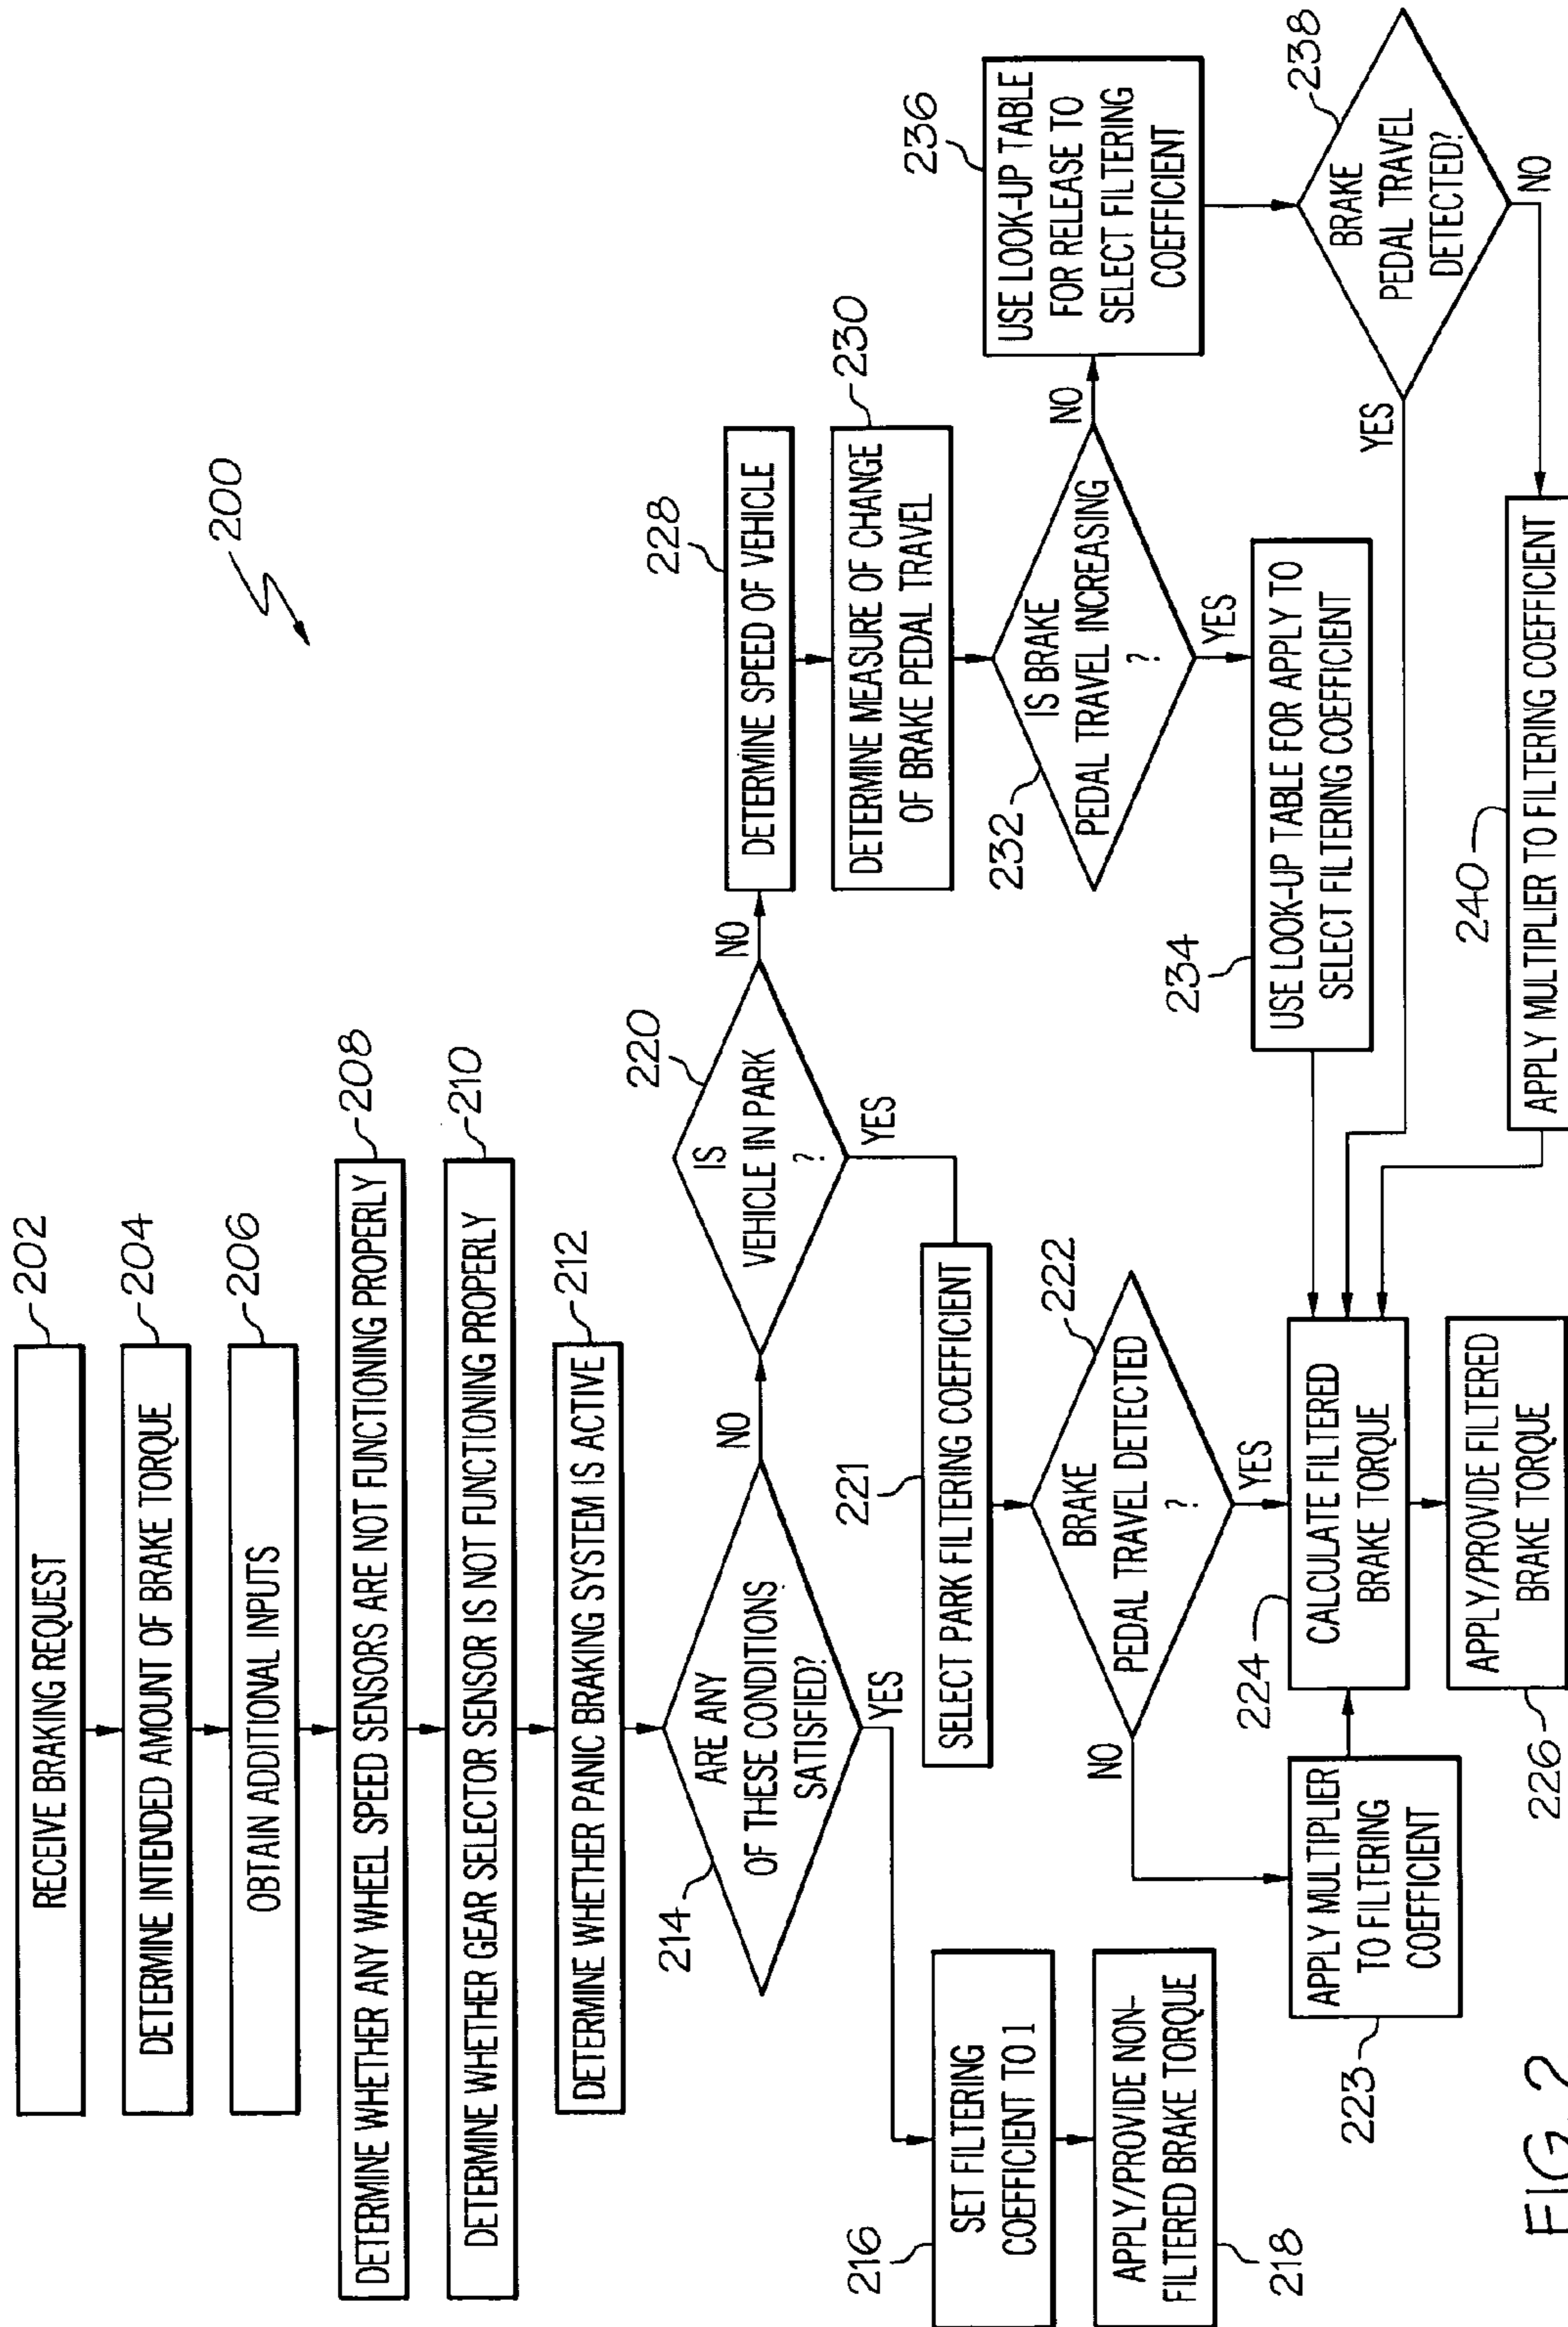 200
RECEIVE BRAKING REQUEST
202
DETERMINE INTENDED AMOUNT OF BRAKE TORQUE
204
OBTAIN ADDITIONAL INPUTS
206
DETERMINE WHETHER ANY WHEEL SPEED SENSORS ARE NOT FUNCTIONING PROPERLY
208
DETERMINE WHETHER GEAR SELECTOR SENSOR IS NOT FUNCTIONING PROPERLY
210
DETERMINE WHETHER PANIC BRAKING SYSTEM IS ACTIVE
212
214
ARE ANY
OF THESE CONDITIONS
SATISFIED?
YES
NO
216
SET FILTERING
COEFFICIENT TO 1
APPLY/PROVIDE NON-
FILTERED BRAKE TORQUE
218
220
IS
VEHICLE IN PARK
?
YES
NO
221
SELECT PARK FILTERING COEFFICIENT
222
BRAKE
PEDAL TRAVEL DETECTED
?
NO
YES
223
APPLY MULTIPLIER
TO FILTERING
COEFFICIENT
224
CALCULATE FILTERED
BRAKE TORQUE
226
APPLY/PROVIDE FILTERED
BRAKE TORQUE
228
DETERMINE SPEED OF VEHICLE
230
DETERMINE MEASURE OF CHANGE
OF BRAKE PEDAL TRAVEL
232
IS BRAKE
PEDAL TRAVEL INCREASING
?
YES
NO
234
USE LOOK-UP TABLE FOR APPLY TO
SELECT FILTERING COEFFICIENT
236
USE LOOK-UP TABLE
FOR RELEASE TO
SELECT FILTERING
COEFFICIENT
238
BRAKE
PEDAL TRAVEL
DETECTED?
YES
NO
240
APPLY MULTIPLIER TO FILTERING COEFFICIENT
FIG. 2